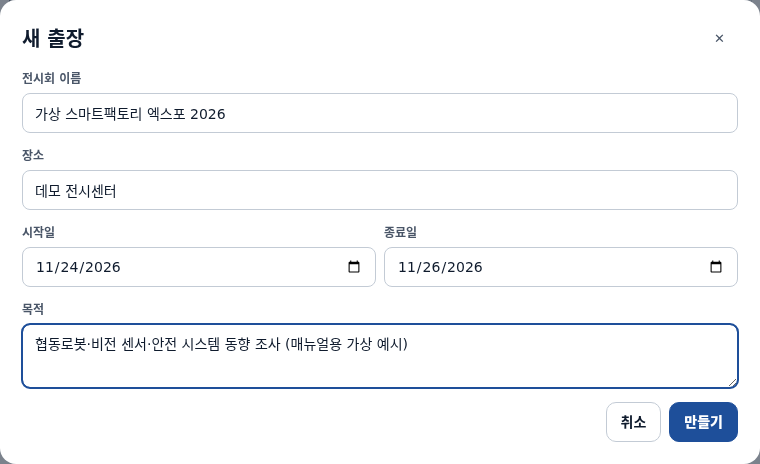 새 출장
×
전시회 이름
가상 스마트팩토리 엑스포 2026
장소
데모 전시센터
시작일 종료일
11/24/2026 11/26/2026
목적
협동로봇·비전 센서·안전 시스템 동향 조사 (매뉴얼용 가상 예시)
취소 만들기